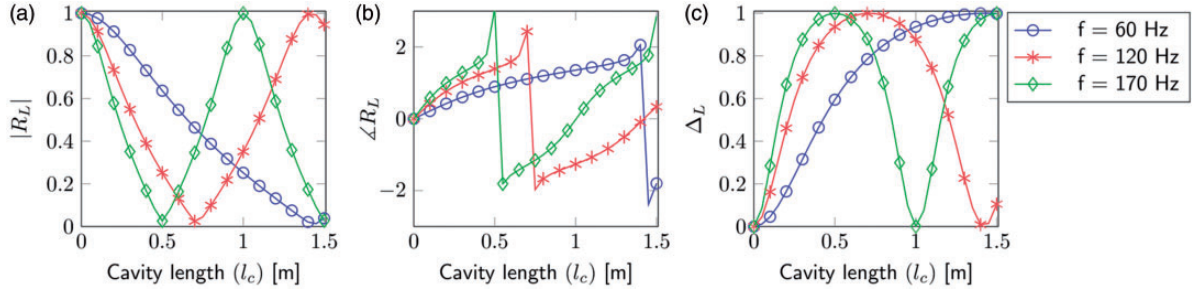 (a)
1
0.8
0.6
0.4
0.2
0
|R_L|
0 0.5 1 1.5
Cavity length (l_c) [m]
(b)
2
0
−2
∠R_L
0 0.5 1 1.5
Cavity length (l_c) [m]
(c)
1
0.8
0.6
0.4
0.2
0
Δ_L
0 0.5 1 1.5
Cavity length (l_c) [m]
f = 60 Hz
f = 120 Hz
f = 170 Hz